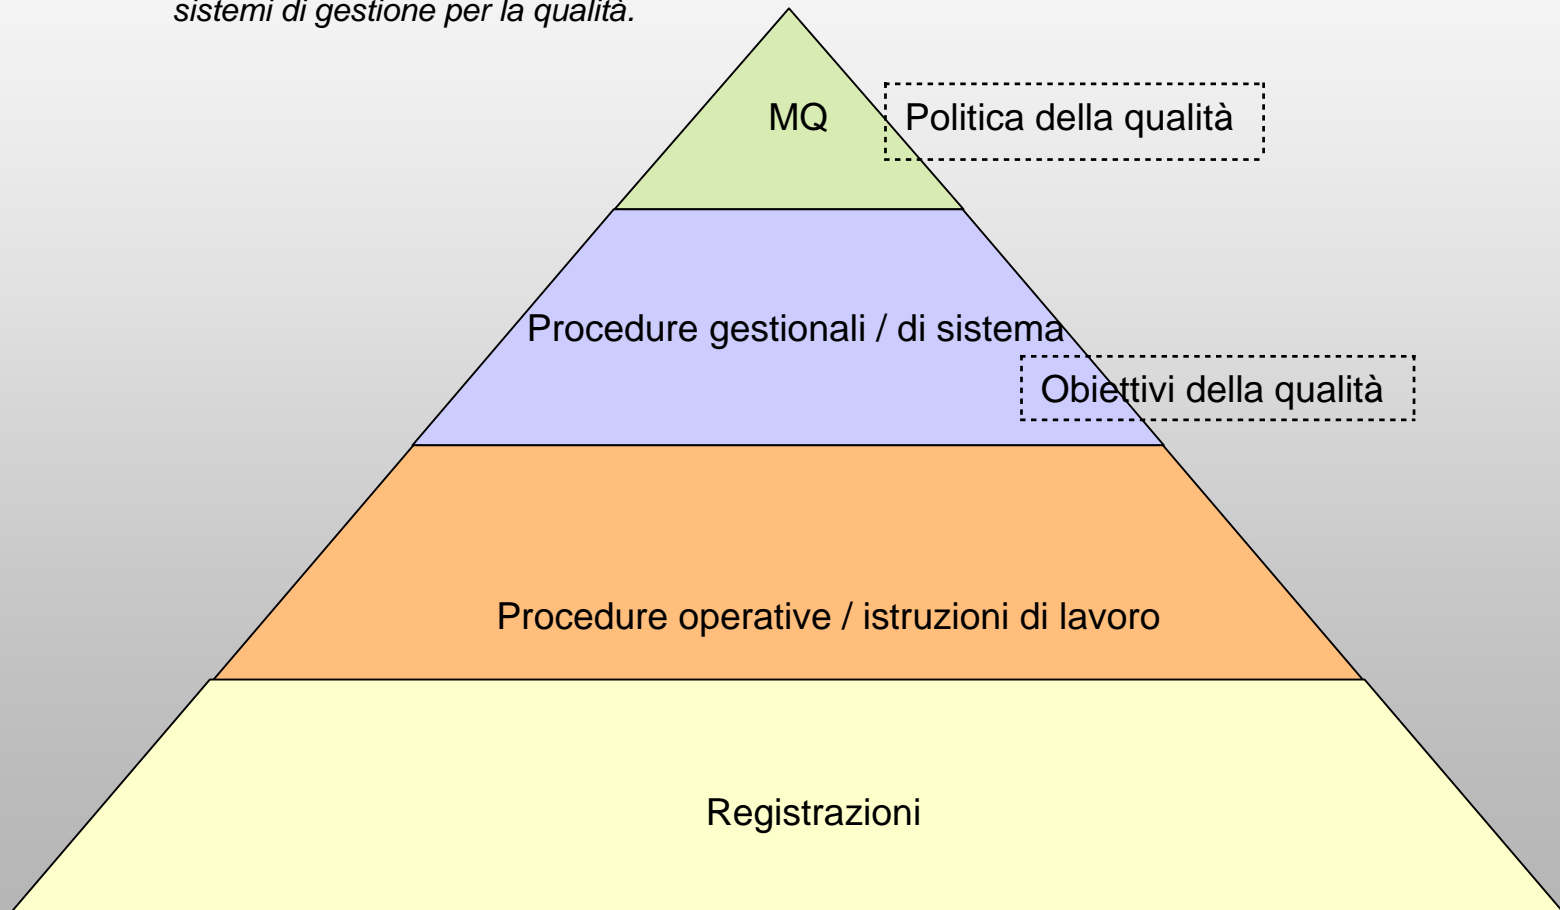 sistemi di gestione per la qualità.
MQ
Politica della qualità
Procedure gestionali / di sistema
Obiettivi della qualità
Procedure operative / istruzioni di lavoro
Registrazioni